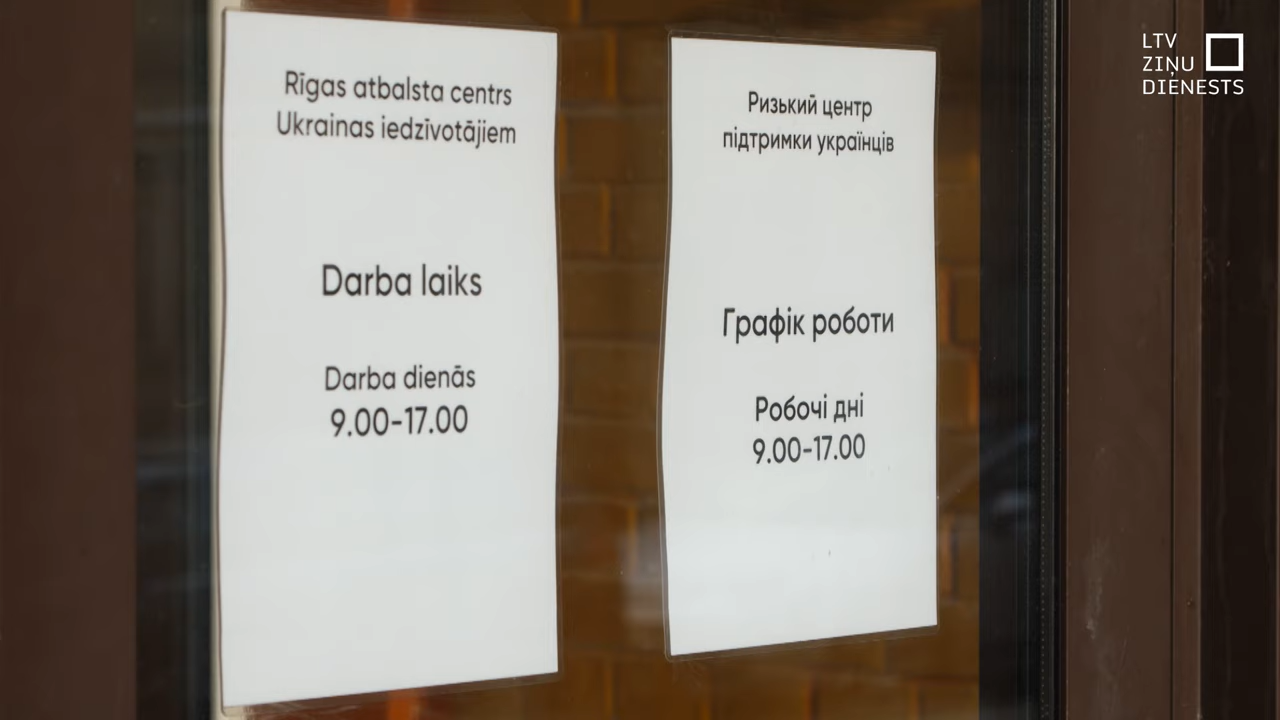 Rīgas atbalsta centrs
Ukrainas iedzīvotājiem
Darba laiks
Darba dienās
9.00-17.00
Ризький центр
підтримки українців
Графік роботи
Робочі дні
9.00-17.00
LTV
ZIŅU
DIENESTS